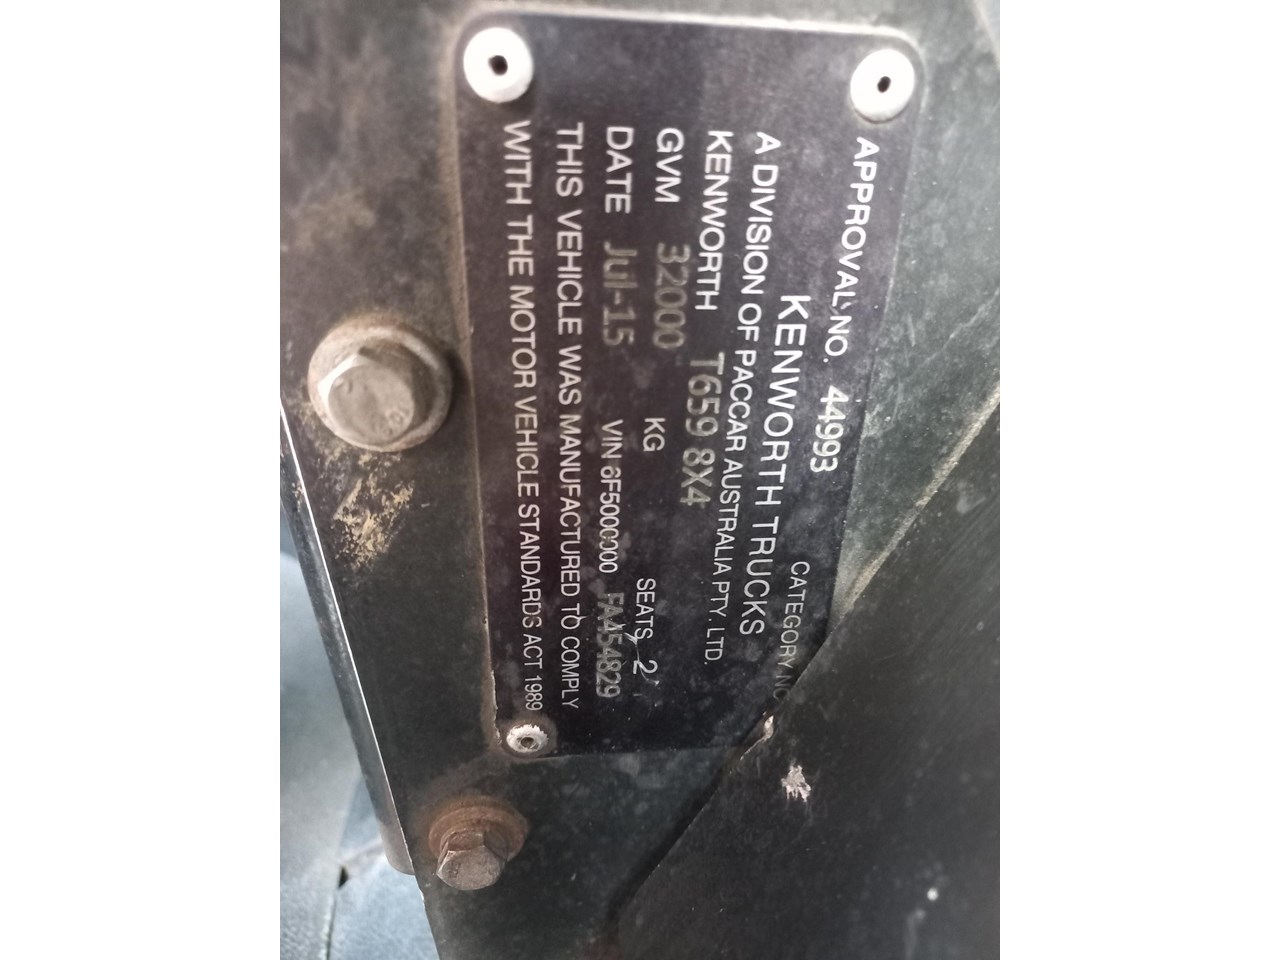 APPROVAL NO. 44993 CATEGORY NO
KENWORTH TRUCKS
A DIVISION OF PACCAR AUSTRALIA PTY. LTD.
KENWORTH T659 8X4
GVM 32000 KG SEATS 2
DATE Jul-15 VIN 6F5000000 FA454829
THIS VEHICLE WAS MANUFACTURED TO COMPLY
WITH THE MOTOR VEHICLE STANDARDS ACT 1989